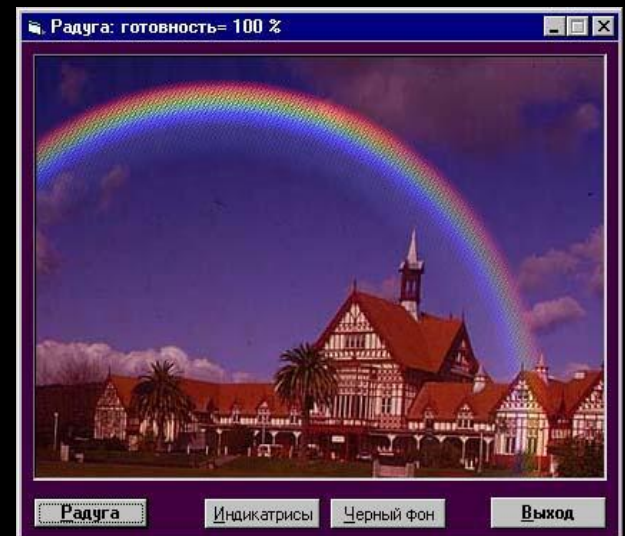 Радуга: готовность= 100 %
Радуга Индикатрисы Черный фон Выход